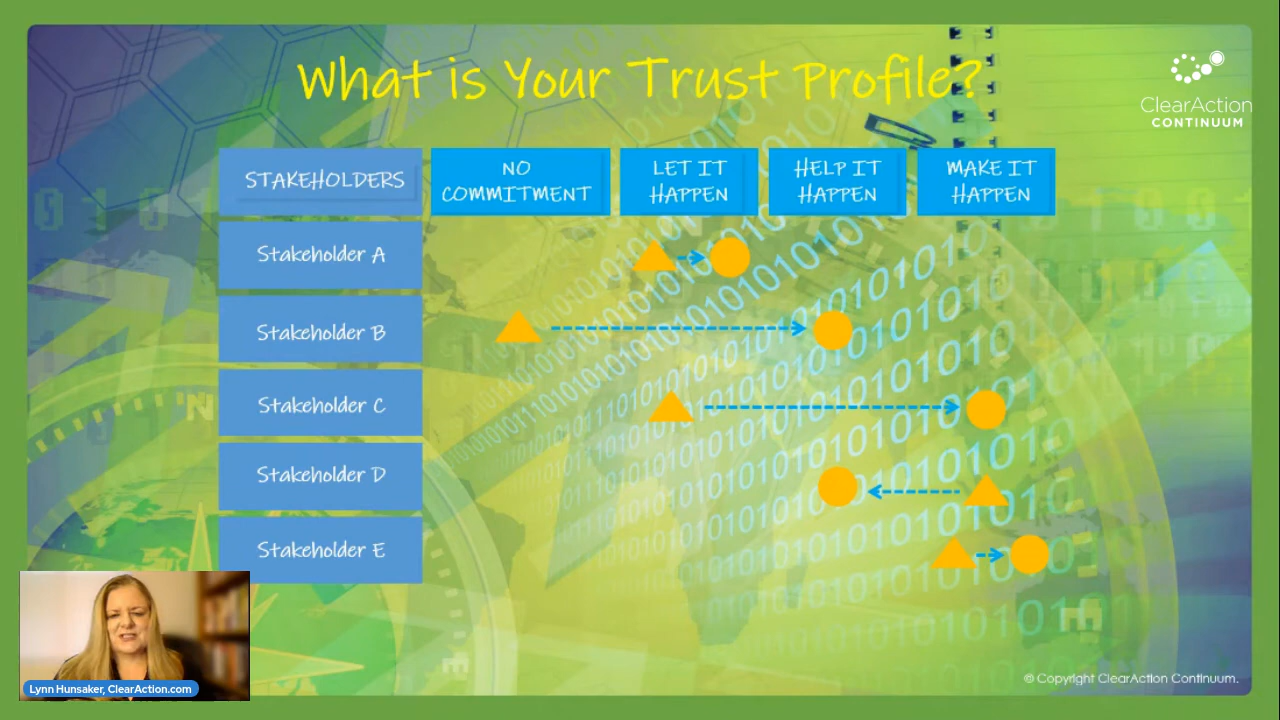 What is Your Trust Profile?
ClearAction
CONTINUUM
STAKEHOLDERS
NO
COMMITMENT
LET IT
HAPPEN
HELP IT
HAPPEN
MAKE IT
HAPPEN
Stakeholder A
Stakeholder B
Stakeholder C
Stakeholder D
Stakeholder E
Lynn Hunsaker, ClearAction.com
© Copyright ClearAction Continuum.